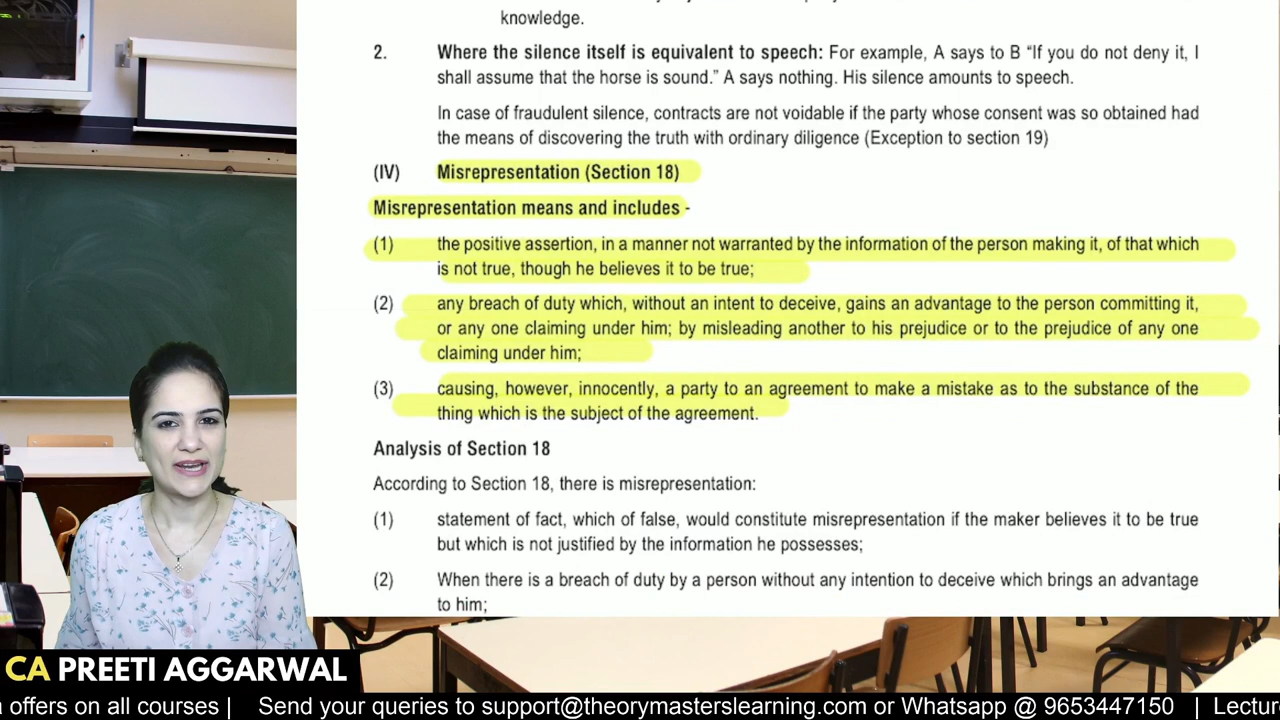 knowledge.
2. Where the silence itself is equivalent to speech: For example, A says to B “If you do not deny it, I
shall assume that the horse is sound.” A says nothing. His silence amounts to speech.
In case of fraudulent silence, contracts are not voidable if the party whose consent was so obtained had
the means of discovering the truth with ordinary diligence (Exception to section 19)
(IV) Misrepresentation (Section 18)
Misrepresentation means and includes -
(1) the positive assertion, in a manner not warranted by the information of the person making it, of that which
is not true, though he believes it to be true;
(2) any breach of duty which, without an intent to deceive, gains an advantage to the person committing it,
or any one claiming under him; by misleading another to his prejudice or to the prejudice of any one
claiming under him;
(3) causing, however, innocently, a party to an agreement to make a mistake as to the substance of the
thing which is the subject of the agreement.
Analysis of Section 18
According to Section 18, there is misrepresentation:
(1) statement of fact, which of false, would constitute misrepresentation if the maker believes it to be true
but which is not justified by the information he possesses;
(2) When there is a breach of duty by a person without any intention to deceive which brings an advantage
to him;
CA PREETI AGGARWAL
offers on all courses | Send your queries to support@theorymasterslearning.com or Whatsapp @ 9653447150 | Lectur